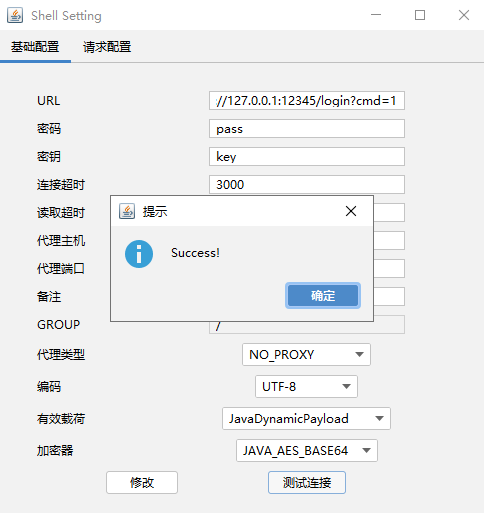 Shell Setting
基础配置
请求配置
URL
://127.0.0.1:12345/login?cmd=1
密码
pass
密钥
key
连接超时
3000
读取超时
代理主机
代理端口
备注
GROUP
/
提示
Success!
确定
代理类型
NO_PROXY
编码
UTF-8
有效载荷
JavaDynamicPayload
加密器
JAVA_AES_BASE64
修改
测试连接